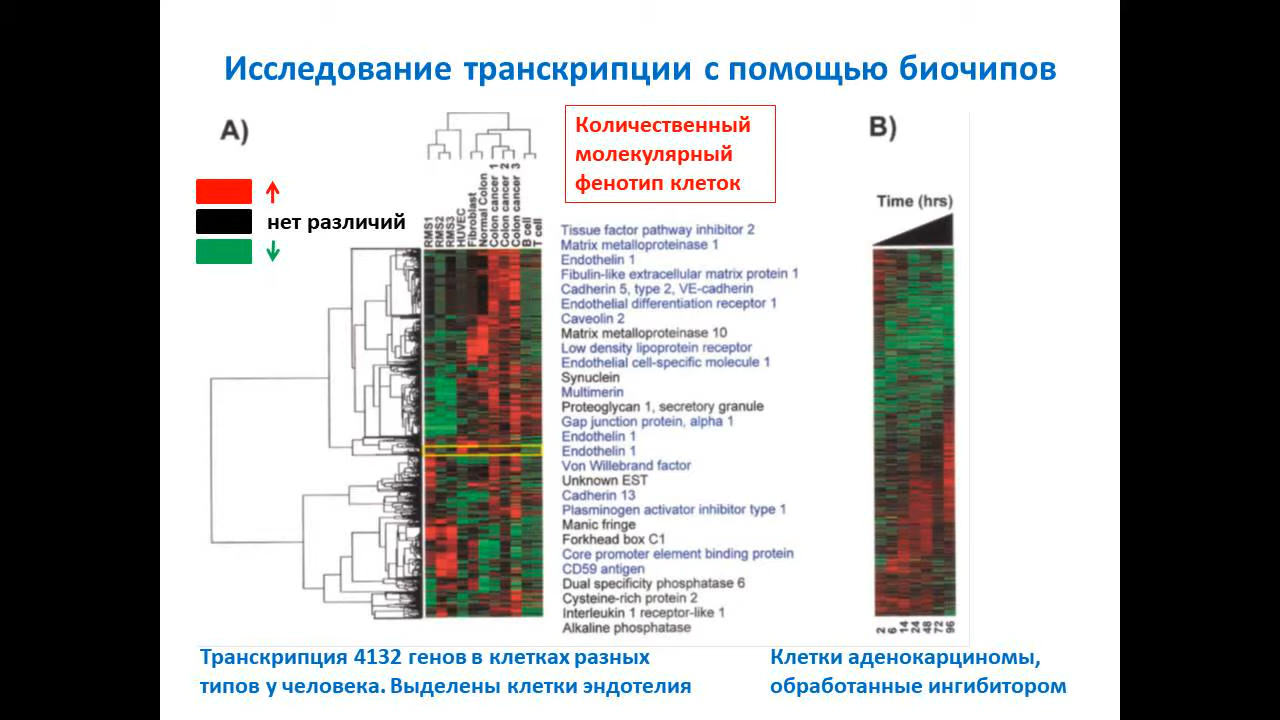 Исследование транскрипции с помощью биочипов
A)
Количественный
молекулярный
фенотип клеток
B)
↑
нет различий
↓
RMS1
RMS2
RMS3
HUVEC
Fibroblast
Normal Colon
Colon cancer 1
Colon cancer 2
Colon cancer 3
B cell
T cell
Time (hrs)
Tissue factor pathway inhibitor 2
Matrix metalloproteinase 1
Endothelin 1
Fibulin-like extracellular matrix protein 1
Cadherin 5, type 2, VE-cadherin
Endothelial differentiation receptor 1
Caveolin 2
Matrix metalloproteinase 10
Low density lipoprotein receptor
Endothelial cell-specific molecule 1
Synuclein
Multimerin
Proteoglycan 1, secretory granule
Gap junction protein, alpha 1
Endothelin 1
Endothelin 1
Von Willebrand factor
Unknown EST
Cadherin 13
Plasminogen activator inhibitor type 1
Manic fringe
Forkhead box C1
Core promoter element binding protein
CD59 antigen
Dual specificity phosphatase 6
Cysteine-rich protein 2
Interleukin 1 receptor-like 1
Alkaline phosphatase
2
6
14
24
48
72
96
Транскрипция 4132 генов в клетках разных
типов у человека. Выделены клетки эндотелия
Клетки аденокарциномы,
обработанные ингибитором